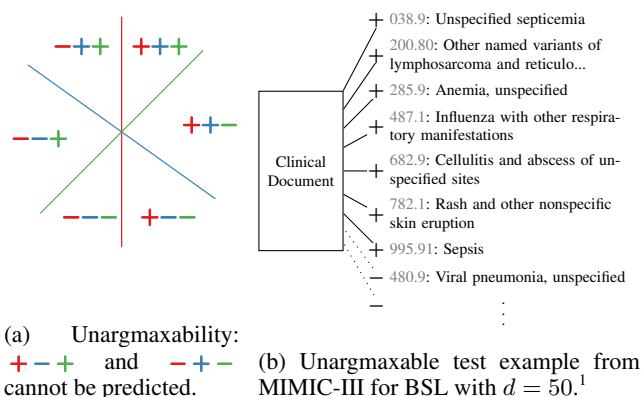 − + +
+ + +
− − +
+ + −
− − −
+ − −
(a) Unargmaxability:
+ − + and − + −
cannot be predicted.
Clinical
Document
+ 038.9: Unspecified septicemia
+ 200.80: Other named variants of
lymphosarcoma and reticulo...
+ 285.9: Anemia, unspecified
+ 487.1: Influenza with other respira-
tory manifestations
+ 682.9: Cellulitis and abscess of un-
specified sites
+ 782.1: Rash and other nonspecific
skin eruption
+ 995.91: Sepsis
− 480.9: Viral pneumonia, unspecified
− ⋮
(b) Unargmaxable test example from
MIMIC-III for BSL with d = 50.¹